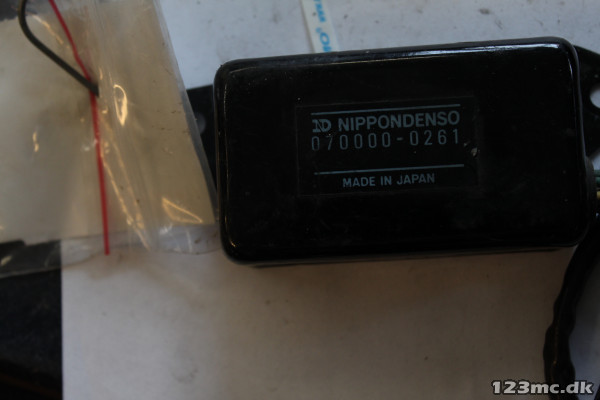 ND NIPPONDENSO
070000-0261
MADE IN JAPAN
123mc.dk